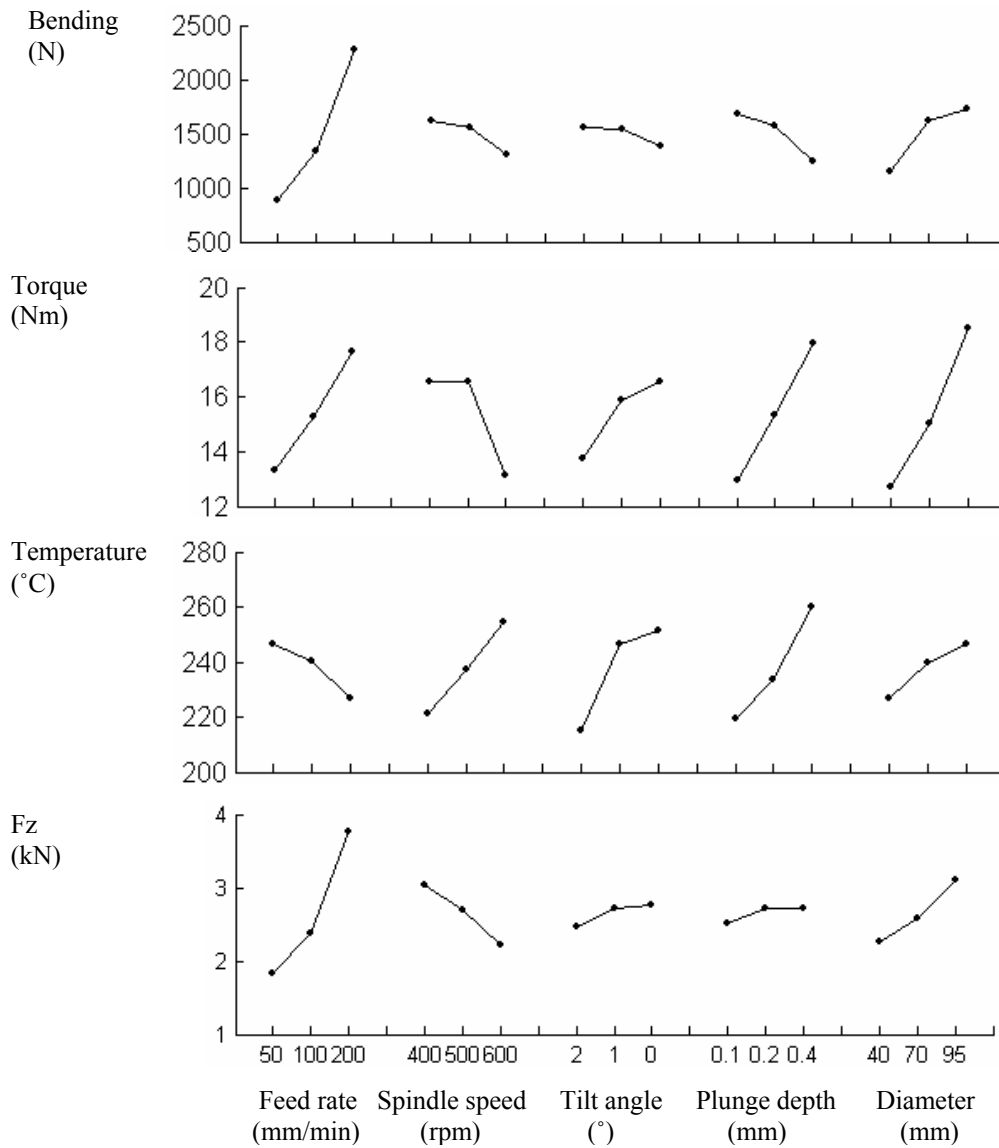 Bending
(N)
2500
2000
1500
1000
500
Torque
(Nm)
20
18
16
14
12
Temperature
(˚C)
280
260
240
220
200
Fz
(kN)
4
3
2
1
50 100 200 400 500 600 2 1 0 0.1 0.2 0.4 40 70 95
Feed rate Spindle speed Tilt angle Plunge depth Diameter
(mm/min) (rpm) (˚) (mm) (mm)